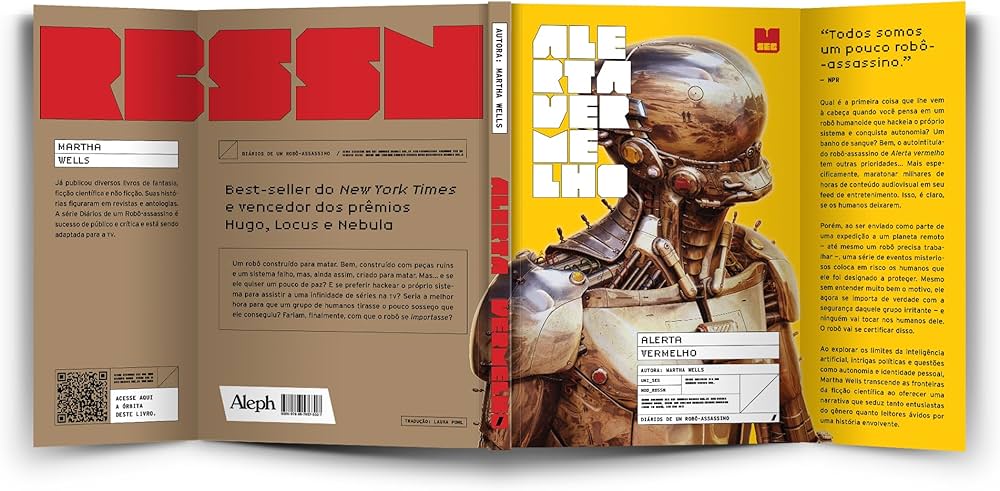 RBSSN
MARTHA
WELLS
Já publicou diversos livros de fantasia,
ficção científica e não ficção. Suas histó-
rias figuraram em revistas e antologias.
A série Diários de um Robô-assassino é
sucesso de público e crítica e está sendo
adaptada para a TV.
ACESSE AQUI
A ÓRBITA
DESTE LIVRO.
DIÁRIOS DE UM ROBÔ-ASSASSINO
Best-seller do New York Times
e vencedor dos prêmios
Hugo, Locus e Nebula
Um robô construído para matar. Bem, construído com peças ruins
e um sistema falho, mas, ainda assim, criado para matar. Mas... e se
ele quiser um pouco de paz? E se preferir hackear o próprio siste-
ma para assistir a uma infinidade de séries na TV? Seria a melhor
hora para que um grupo de humanos tirasse o pouco sossego que
ele conseguiu? Fariam, finalmente, com que o robô se importasse?
Aleph
TRADUÇÃO: LAURA POHL
AUTORA: MARTHA WELLS
ALERTA VERMELHO
ALE
RTA
VER
ME
LHO
SEG
ALERTA
VERMELHO
AUTORA: MARTHA WELLS
UNI_SEG
MOD_RBSSN
DIÁRIOS DE UM ROBÔ-ASSASSINO
“Todos somos
um pouco robô-
-assassino.”
— NPR
Qual é a primeira coisa que lhe vem
à cabeça quando você pensa em um
robô humanoide que hackeia o próprio
sistema e conquista autonomia? Um
banho de sangue? Bem, o autointitula-
do robô-assassino de Alerta vermelho
tem outras prioridades... Mais espe-
cificamente, maratonar milhares de
horas de conteúdo audiovisual em seu
feed de entretenimento. Isso, é claro,
se os humanos deixarem.
Porém, ao ser enviado como parte de
uma expedição a um planeta remoto
– até mesmo um robô precisa traba-
lhar –, uma série de eventos misterio-
sos coloca em risco os humanos que
ele foi designado a proteger. Mesmo
sem entender muito bem o motivo, ele
agora se importa de verdade com a
segurança daquele grupo irritante – e
ninguém vai tocar nos humanos dele.
O robô vai se certificar disso.
Ao explorar os limites da inteligência
artificial, intrigas políticas e questões
como autonomia e identidade pessoal,
Martha Wells transcende as fronteiras
da ficção científica ao oferecer uma
narrativa que seduz tanto entusiastas
do gênero quanto leitores ávidos por
uma história envolvente.